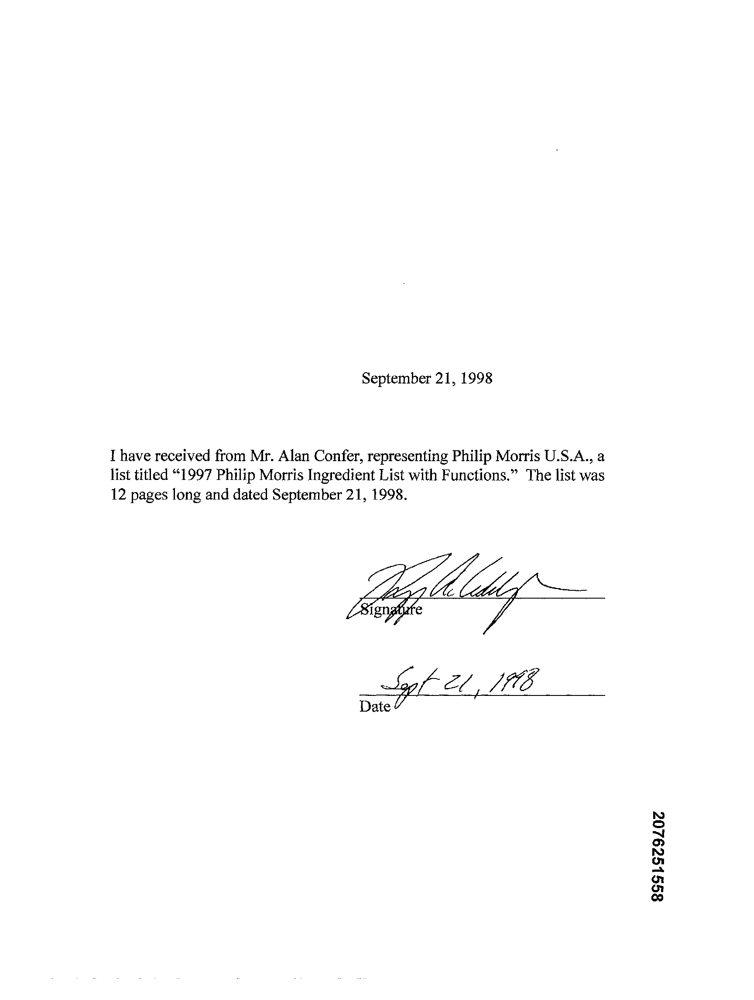 September 21, 1998
I have received from Mr. Alan Confer, representing Philip Morris U.S.A., a
list titled “1997 Philip Morris Ingredient List with Functions.” The list was
12 pages long and dated September 21, 1998.
Signature
Sept 21, 1998
Date
2076251558